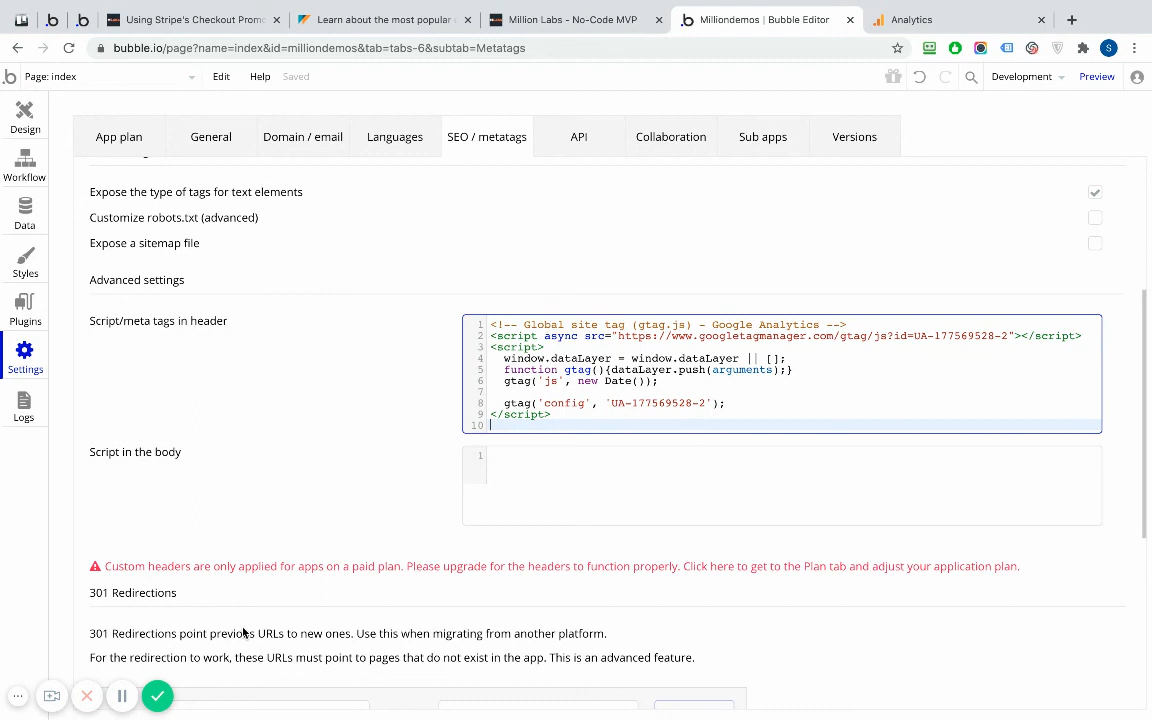 Using Stripe's Checkout Promo
Learn about the most popular
Million Labs - No-Code MVP
Milliondemos | Bubble Editor
Analytics
bubble.io/page?name=index&id=milliondemos&tab=tabs-6&subtab=Metatags
S
Page: index
Edit
Help
Saved
Development
Preview
Design
Workflow
Data
Styles
Plugins
Settings
Logs
App plan
General
Domain / email
Languages
SEO / metatags
API
Collaboration
Sub apps
Versions
Expose the type of tags for text elements
Customize robots.txt (advanced)
Expose a sitemap file
Advanced settings
Script/meta tags in header
1 <!-- Global site tag (gtag.js) - Google Analytics -->
2 <script async src="https://www.googletagmanager.com/gtag/js?id=UA-177569528-2"></script>
3 <script>
4 window.dataLayer = window.dataLayer || [];
5 function gtag(){dataLayer.push(arguments);}
6 gtag('js', new Date());
7
8 gtag('config', 'UA-177569528-2');
9 </script>
10
Script in the body
1
Custom headers are only applied for apps on a paid plan. Please upgrade for the headers to function properly. Click here to get to the Plan tab and adjust your application plan.
301 Redirections
301 Redirections point previous URLs to new ones. Use this when migrating from another platform.
For the redirection to work, these URLs must point to pages that do not exist in the app. This is an advanced feature.